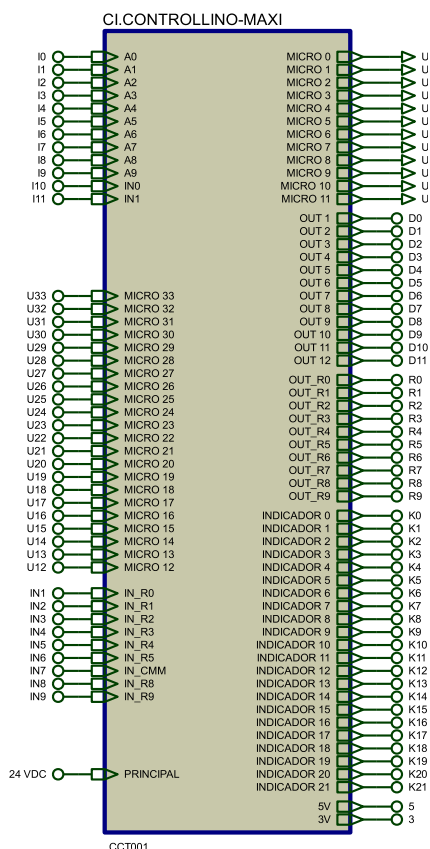 CI.CONTROLLINO-MAXI
I0 A0 MICRO 0 U
I1 A1 MICRO 1 U
I2 A2 MICRO 2 U
I3 A3 MICRO 3 U
I4 A4 MICRO 4 U
I5 A5 MICRO 5 U
I6 A6 MICRO 6 U
I7 A7 MICRO 7 U
I8 A8 MICRO 8 U
I9 A9 MICRO 9 U
I10 IN0 MICRO 10 U
I11 IN1 MICRO 11 U
OUT 1 D0
OUT 2 D1
OUT 3 D2
OUT 4 D3
OUT 5 D4
OUT 6 D5
OUT 7 D6
OUT 8 D7
OUT 9 D8
OUT 10 D9
OUT 11 D10
OUT 12 D11
U33 MICRO 33
U32 MICRO 32
U31 MICRO 31
U30 MICRO 30
U29 MICRO 29
U28 MICRO 28
U27 MICRO 27
U26 MICRO 26
U25 MICRO 25
U24 MICRO 24
U23 MICRO 23
U22 MICRO 22
U21 MICRO 21
U20 MICRO 20
U19 MICRO 19
U18 MICRO 18
U17 MICRO 17
U16 MICRO 16
U15 MICRO 15
U14 MICRO 14
U13 MICRO 13
U12 MICRO 12
OUT_R0 R0
OUT_R1 R1
OUT_R2 R2
OUT_R3 R3
OUT_R4 R4
OUT_R5 R5
OUT_R6 R6
OUT_R7 R7
OUT_R8 R8
OUT_R9 R9
INDICADOR 0 K0
INDICADOR 1 K1
INDICADOR 2 K2
INDICADOR 3 K3
INDICADOR 4 K4
INDICADOR 5 K5
INDICADOR 6 K6
INDICADOR 7 K7
INDICADOR 8 K8
INDICADOR 9 K9
INDICADOR 10 K10
INDICADOR 11 K11
INDICADOR 12 K12
INDICADOR 13 K13
INDICADOR 14 K14
INDICADOR 15 K15
INDICADOR 16 K16
INDICADOR 17 K17
INDICADOR 18 K18
INDICADOR 19 K19
INDICADOR 20 K20
INDICADOR 21 K21
IN1 IN_R0
IN2 IN_R1
IN3 IN_R2
IN4 IN_R3
IN5 IN_R4
IN6 IN_R5
IN7 IN_CMM
IN8 IN_R8
IN9 IN_R9
24 VDC PRINCIPAL
5V 5
3V 3
CCT001